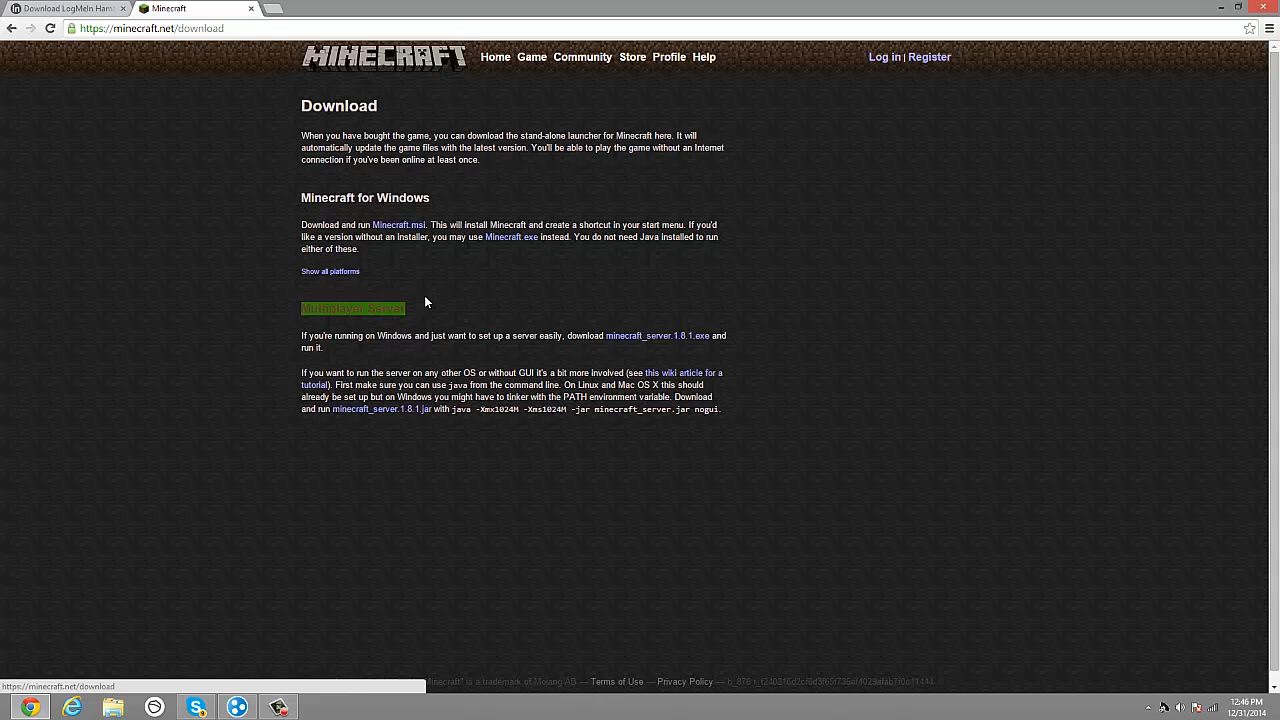 Download LogMeIn Ham
Minecraft
https://minecraft.net/download
MINECRAFT
Home Game Community Store Profile Help
Log in | Register
Download
When you have bought the game, you can download the stand-alone launcher for Minecraft here. It will
automatically update the game files with the latest version. You'll be able to play the game without an Internet
connection if you've been online at least once.
Minecraft for Windows
Download and run Minecraft.msi. This will install Minecraft and create a shortcut in your start menu. If you'd
like a version without an installer, you may use Minecraft.exe instead. You do not need Java installed to run
either of these.
Show all platforms
Multiplayer Server
If you're running on Windows and just want to set up a server easily, download minecraft_server.1.8.1.exe and
run it.
If you want to run the server on any other OS or without GUI it's a bit more involved (see this wiki article for a
tutorial). First make sure you can use java from the command line. On Linux and Mac OS X this should
already be set up but on Windows you might have to tinker with the PATH environment variable. Download
and run minecraft_server.1.8.1.jar with java -Xmx1024M -Xms1024M -jar minecraft_server.jar nogui.
Minecraft" is a trademark of Mojang AB — Terms of Use — Privacy Policy —
https://minecraft.net/download
12:46 PM
12/31/2014